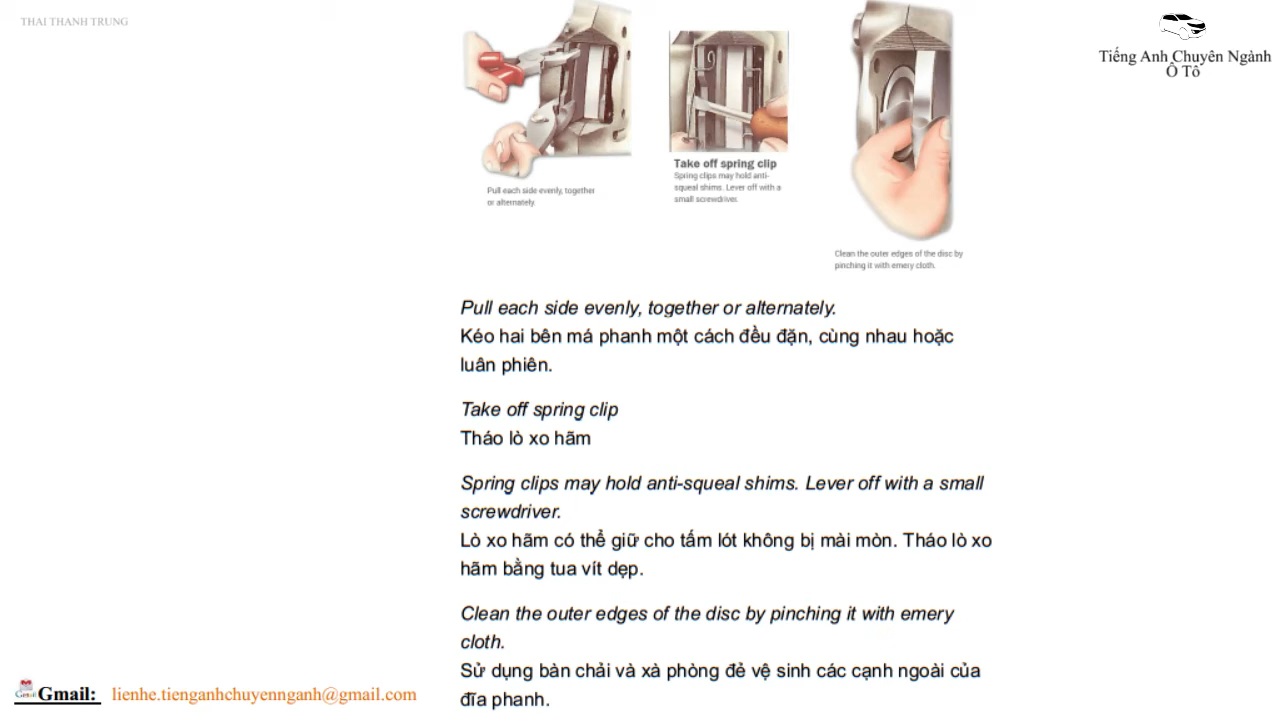 THAI THANH TRUNG
Tiếng Anh Chuyên Ngành
Ô Tô
Pull each side evenly, together
or alternately.
Take off spring clip
Spring clips may hold anti-
squeal shims. Lever off with a
small screwdriver.
Clean the outer edges of the disc by
pinching it with emery cloth.
Pull each side evenly, together or alternately.
Kéo hai bên má phanh một cách đều đặn, cùng nhau hoặc
luân phiên.
Take off spring clip
Tháo lò xo hãm
Spring clips may hold anti-squeal shims. Lever off with a small
screwdriver.
Lò xo hãm có thể giữ cho tấm lót không bị mài mòn. Tháo lò xo
hãm bằng tua vít dẹp.
Clean the outer edges of the disc by pinching it with emery
cloth.
Sử dụng bàn chải và xà phòng đẻ vệ sinh các cạnh ngoài của
đĩa phanh.
Gmail: lienhe.tienganhchuyennganh@gmail.com